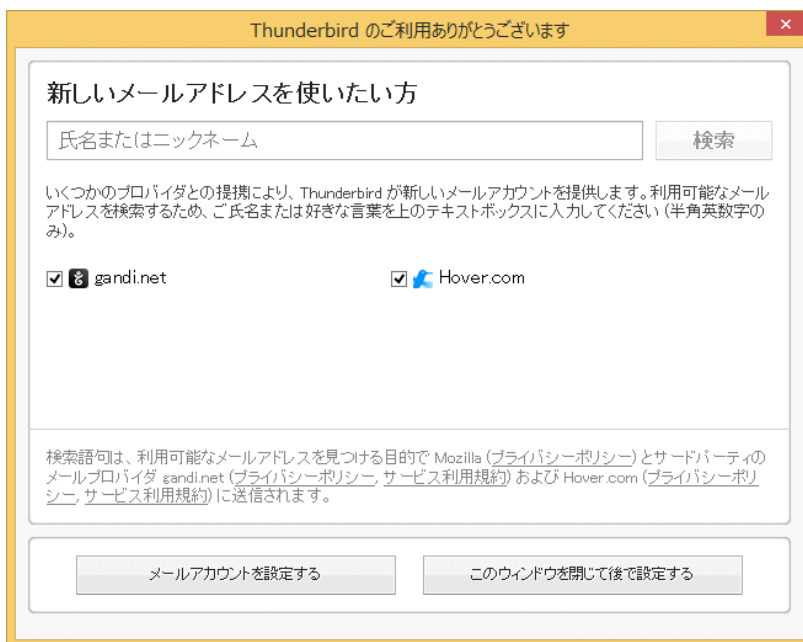 Thunderbird のご利用ありがとうございます
新しいメールアドレスを使いたい方
氏名またはニックネーム
検索
いくつかのプロバイダとの提携により、Thunderbird が新しいメールアカウントを提供します。利用可能なメール
アドレスを検索するため、ご氏名または好きな言葉を上のテキストボックスに入力してください (半角英数字の
み)。
gandi.net
Hover.com
検索語句は、利用可能なメールアドレスを見つける目的で Mozilla (プライバシーポリシー) とサードパーティの
メールプロバイダ gandi.net (プライバシーポリシー, サービス利用規約) および Hover.com (プライバシーポリ
シー, サービス利用規約) に送信されます。
メールアカウントを設定する
このウィンドウを閉じて後で設定する